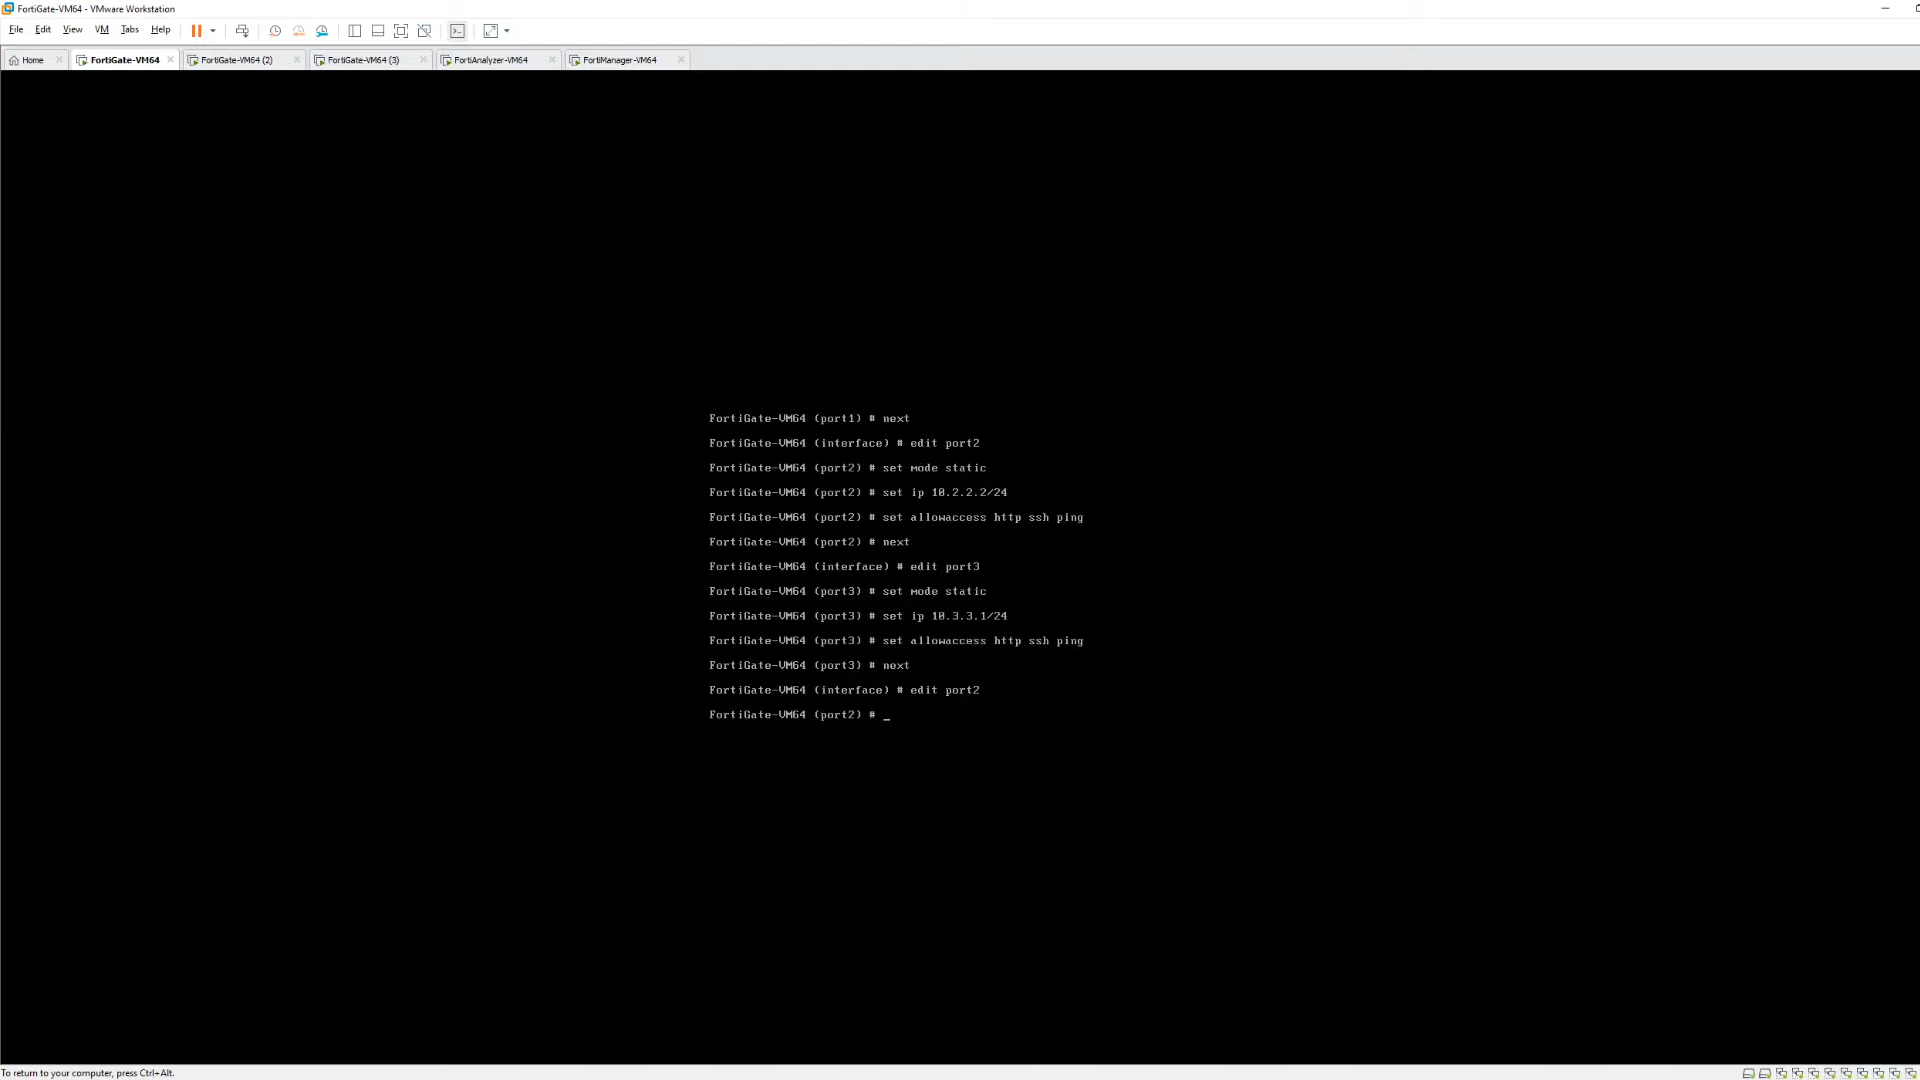 FortiGate-VM64 - VMware Workstation
File Edit View VM Tabs Help
Home FortiGate-VM64 FortiGate-VM64 (2) FortiGate-VM64 (3) FortiAnalyzer-VM64 FortiManager-VM64
FortiGate-VM64 (port1) # next
FortiGate-VM64 (interface) # edit port2
FortiGate-VM64 (port2) # set mode static
FortiGate-VM64 (port2) # set ip 10.2.2.2/24
FortiGate-VM64 (port2) # set allowaccess http ssh ping
FortiGate-VM64 (port2) # next
FortiGate-VM64 (interface) # edit port3
FortiGate-VM64 (port3) # set mode static
FortiGate-VM64 (port3) # set ip 10.3.3.1/24
FortiGate-VM64 (port3) # set allowaccess http ssh ping
FortiGate-VM64 (port3) # next
FortiGate-VM64 (interface) # edit port2
FortiGate-VM64 (port2) # _
To return to your computer, press Ctrl+Alt.